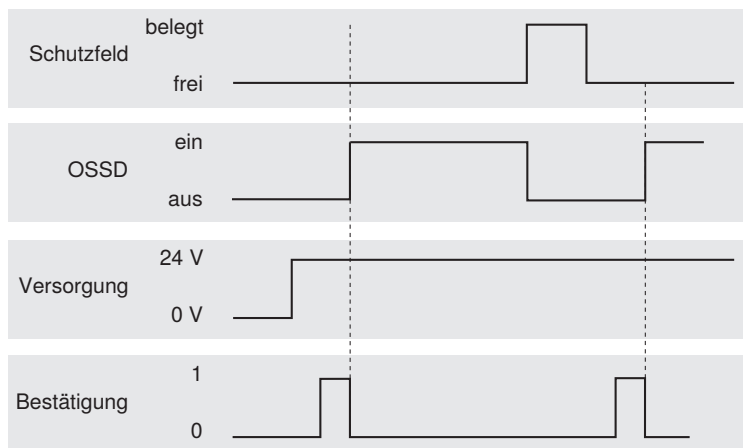 belegt
Schutzfeld
frei
ein
OSSD
aus
24 V
Versorgung
0 V
1
Bestätigung
0